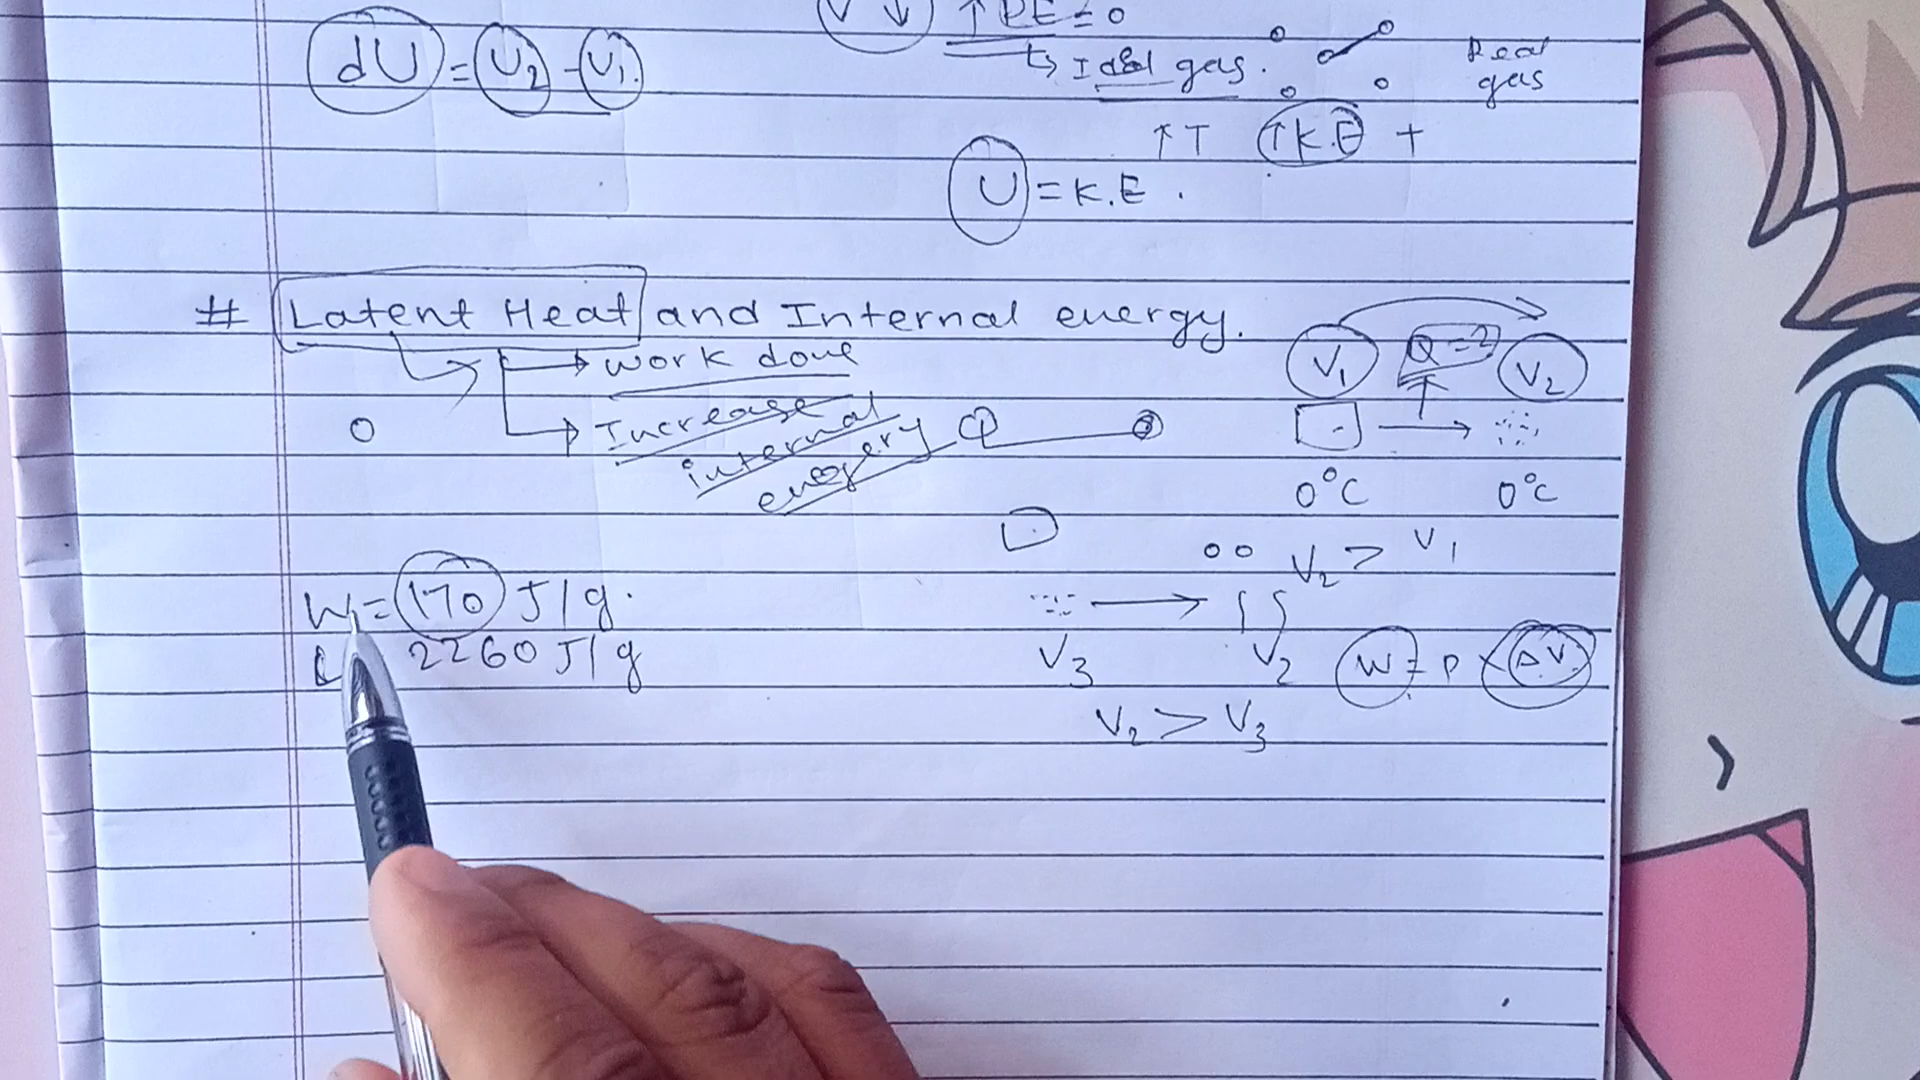 dU = U2 - U1.
↑ PE = 0
↳ Ideal gas.
Real gas
↑T ↑K.E +
U = K.E.
# Latent Heat and Internal energy.
→ work done
→ Increase internal enegery
V1 Q=? V2
0°C 0°C
V2 > V1
W = 170 J/g.
L 2260 J/g
V3 V2 W = P × ΔV.
V2 > V3